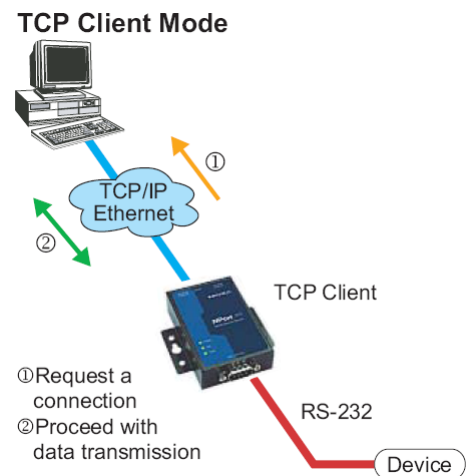 TCP Client Mode
①
TCP/IP
Ethernet
②
TCP Client
NPort
①Request a
connection
②Proceed with
data transmission
RS-232
Device